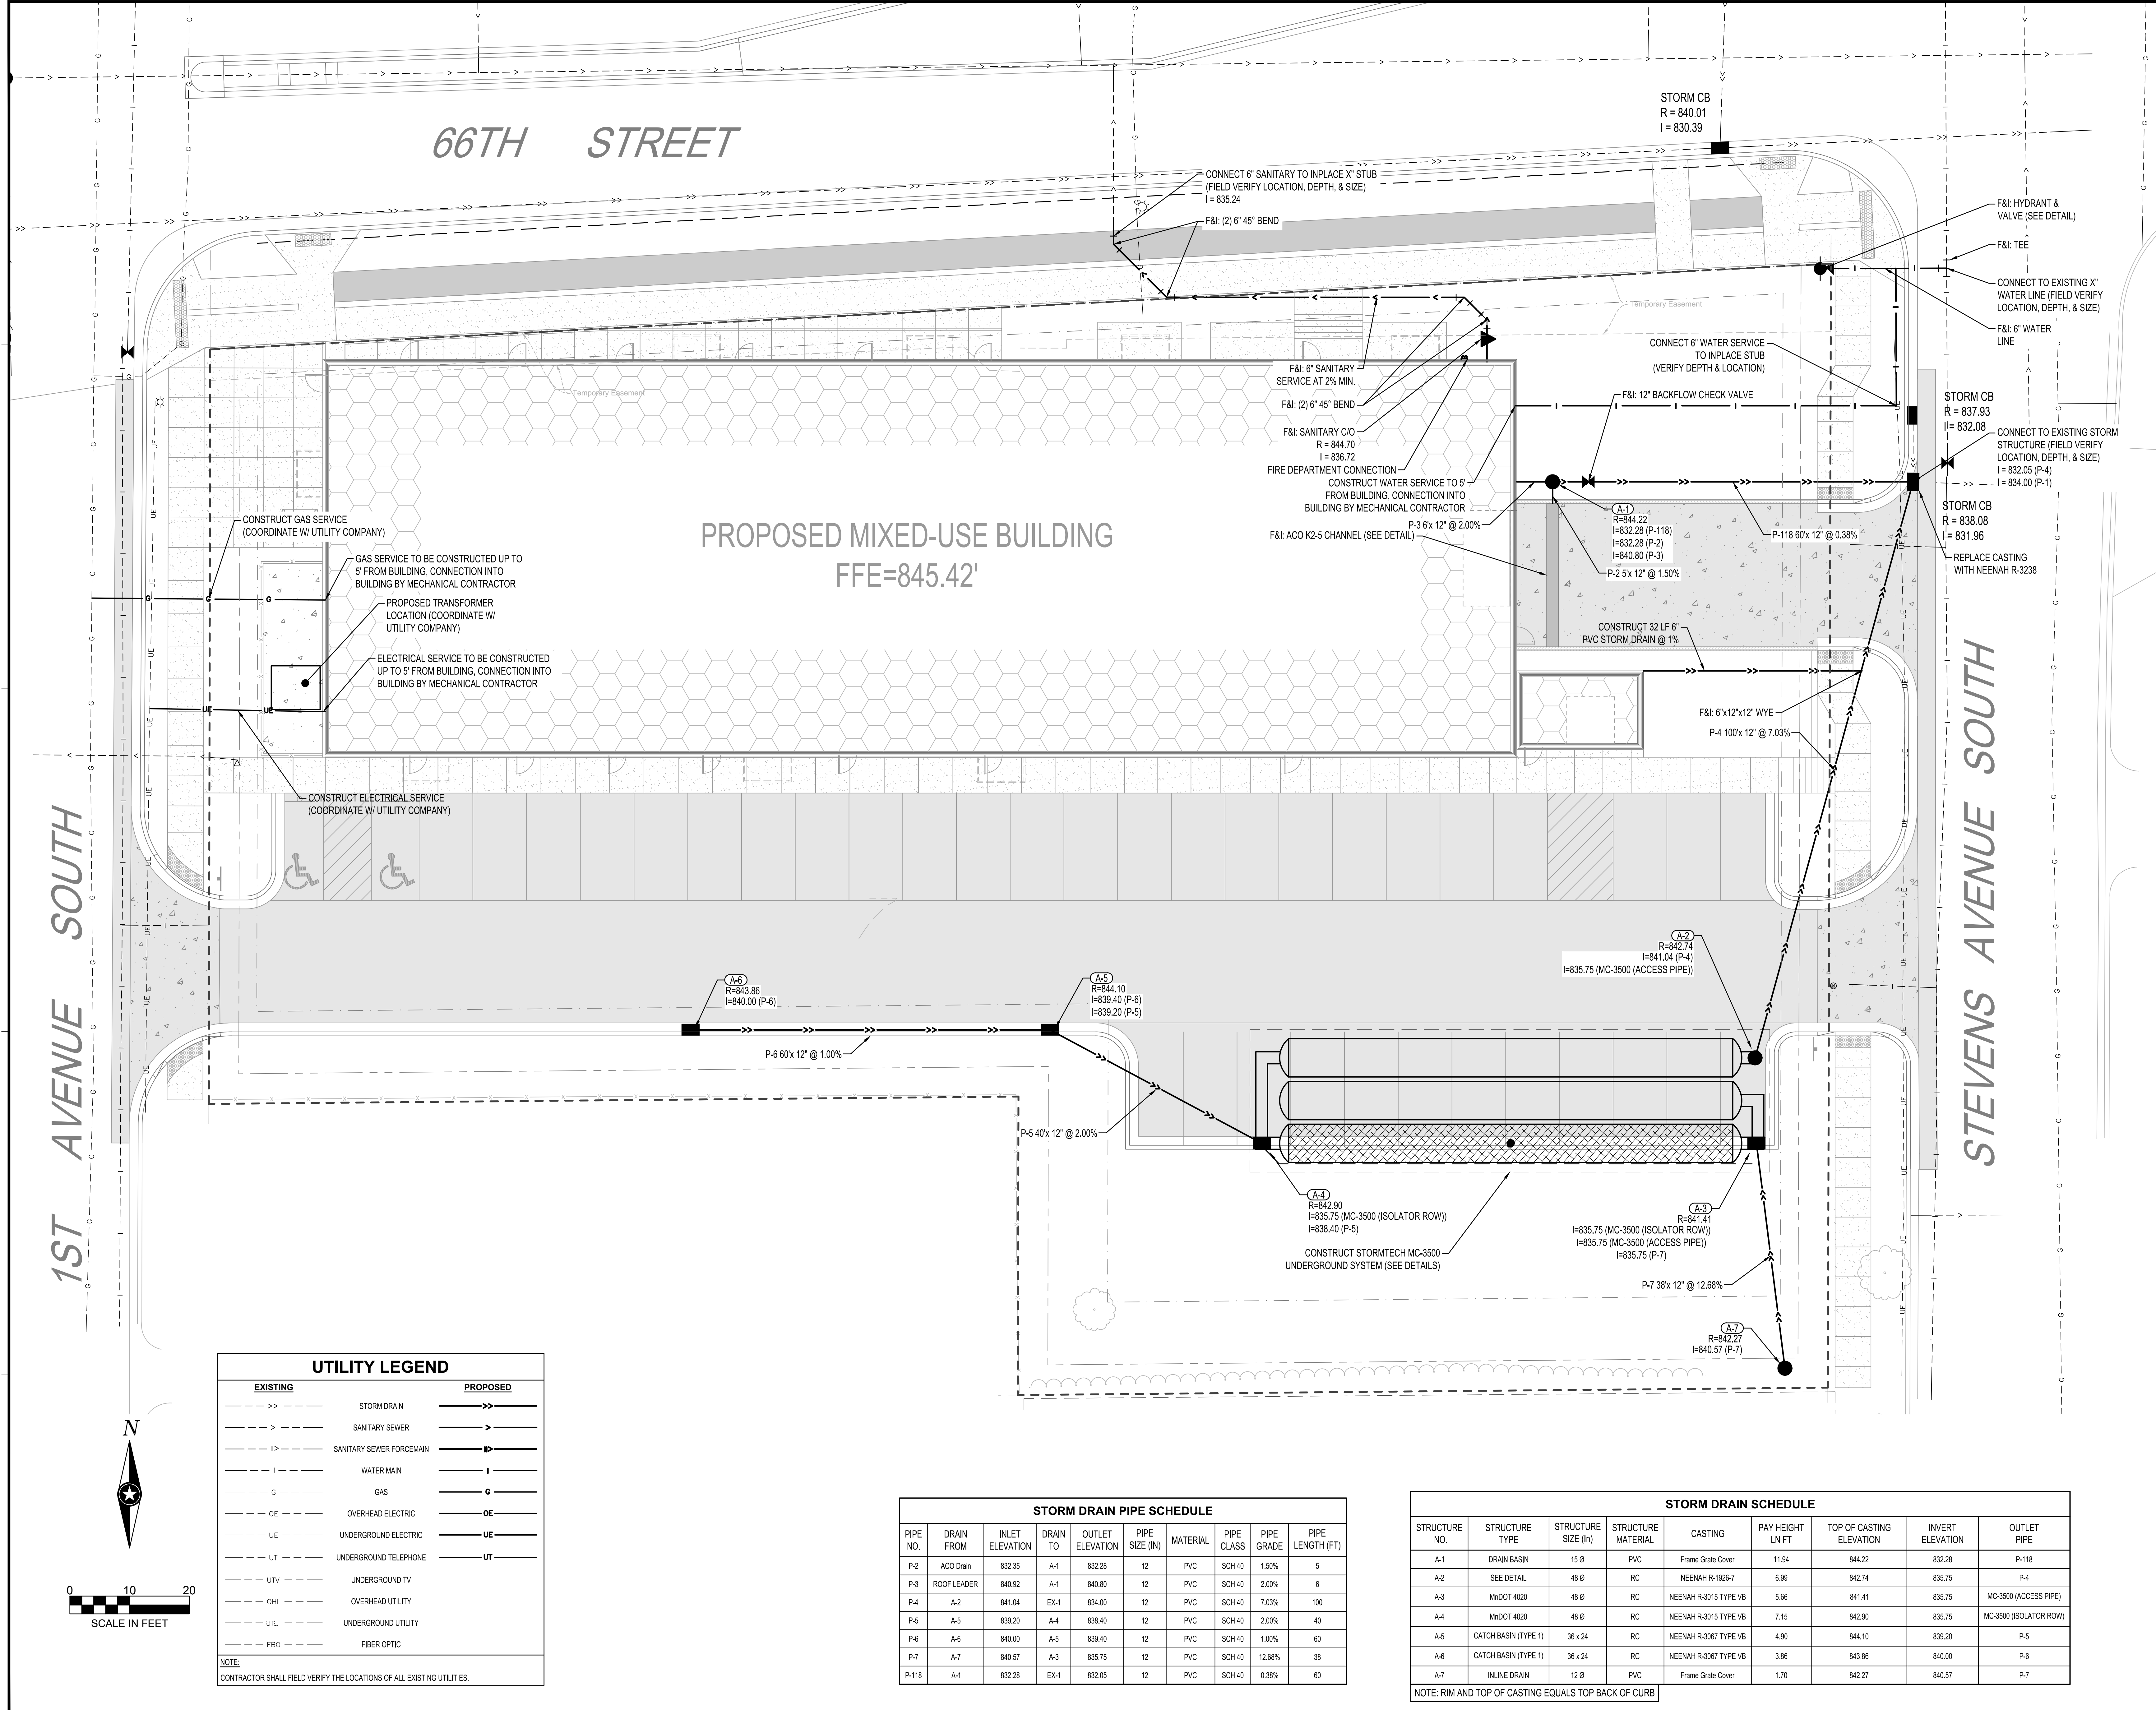 66TH STREET
STORM CB
R = 840.01
I = 830.39
CONNECT 6" SANITARY TO INPLACE X" STUB
(FIELD VERIFY LOCATION, DEPTH, & SIZE)
I = 835.24
F&I: (2) 6" 45° BEND
F&I: HYDRANT &
VALVE (SEE DETAIL)
F&I: TEE
CONNECT TO EXISTING X"
WATER LINE (FIELD VERIFY
LOCATION, DEPTH, & SIZE)
F&I: 6" WATER
LINE
Temporary Easement
CONNECT 6" WATER SERVICE
TO INPLACE STUB
(VERIFY DEPTH & LOCATION)
F&I: 6" SANITARY
SERVICE AT 2% MIN.
F&I: (2) 6" 45° BEND
F&I: SANITARY C/O
R = 844.70
I = 836.72
FIRE DEPARTMENT CONNECTION
CONSTRUCT WATER SERVICE TO 5'
FROM BUILDING, CONNECTION INTO
BUILDING BY MECHANICAL CONTRACTOR
P-3 6'x 12" @ 2.00%
F&I: ACO K2-5 CHANNEL (SEE DETAIL)
F&I: 12" BACKFLOW CHECK VALVE
STORM CB
R = 837.93
I = 832.08
CONNECT TO EXISTING STORM
STRUCTURE (FIELD VERIFY
LOCATION, DEPTH, & SIZE)
I = 832.05 (P-4)
I = 834.00 (P-1)
STORM CB
R = 838.08
I = 831.96
REPLACE CASTING
WITH NEENAH R-3238
A-1
R=844.22
I=832.28 (P-118)
I=832.28 (P-2)
I=840.80 (P-3)
P-118 60'x 12" @ 0.38%
P-2 5'x 12" @ 1.50%
Temporary Easement
PROPOSED MIXED-USE BUILDING
FFE=845.42'
CONSTRUCT GAS SERVICE
(COORDINATE W/ UTILITY COMPANY)
GAS SERVICE TO BE CONSTRUCTED UP TO
5' FROM BUILDING, CONNECTION INTO
BUILDING BY MECHANICAL CONTRACTOR
PROPOSED TRANSFORMER
LOCATION (COORDINATE W/
UTILITY COMPANY)
ELECTRICAL SERVICE TO BE CONSTRUCTED
UP TO 5' FROM BUILDING, CONNECTION INTO
BUILDING BY MECHANICAL CONTRACTOR
CONSTRUCT ELECTRICAL SERVICE
(COORDINATE W/ UTILITY COMPANY)
CONSTRUCT 32 LF 6"
PVC STORM DRAIN @ 1%
F&I: 6"x12"x12" WYE
P-4 100'x 12" @ 7.03%
1ST AVENUE SOUTH
STEVENS AVENUE SOUTH
A-2
R=842.74
I=841.04 (P-4)
I=835.75 (MC-3500 (ACCESS PIPE))
A-6
R=843.86
I=840.00 (P-6)
A-5
R=844.10
I=839.40 (P-6)
I=839.20 (P-5)
P-6 60'x 12" @ 1.00%
P-5 40'x 12" @ 2.00%
A-4
R=842.90
I=835.75 (MC-3500 (ISOLATOR ROW))
I=838.40 (P-5)
CONSTRUCT STORMTECH MC-3500
UNDERGROUND SYSTEM (SEE DETAILS)
A-3
R=841.41
I=835.75 (MC-3500 (ISOLATOR ROW))
I=835.75 (MC-3500 (ACCESS PIPE))
I=835.75 (P-7)
P-7 38'x 12" @ 12.68%
A-7
R=842.27
I=840.57 (P-7)
UTILITY LEGEND
EXISTING PROPOSED
>> STORM DRAIN >>
> SANITARY SEWER >
II> SANITARY SEWER FORCEMAIN II>
I WATER MAIN I
G GAS G
OE OVERHEAD ELECTRIC OE
UE UNDERGROUND ELECTRIC UE
UT UNDERGROUND TELEPHONE UT
UTV UNDERGROUND TV
OHL OVERHEAD UTILITY
UTL UNDERGROUND UTILITY
FBO FIBER OPTIC
NOTE:
CONTRACTOR SHALL FIELD VERIFY THE LOCATIONS OF ALL EXISTING UTILITIES.
N
0 10 20
SCALE IN FEET
STORM DRAIN PIPE SCHEDULE
PIPE NO. DRAIN FROM INLET ELEVATION DRAIN TO OUTLET ELEVATION PIPE SIZE (IN) MATERIAL PIPE CLASS PIPE GRADE PIPE LENGTH (FT)
P-2 ACO Drain 832.35 A-1 832.28 12 PVC SCH 40 1.50% 5
P-3 ROOF LEADER 840.92 A-1 840.80 12 PVC SCH 40 2.00% 6
P-4 A-2 841.04 EX-1 834.00 12 PVC SCH 40 7.03% 100
P-5 A-5 839.20 A-4 838.40 12 PVC SCH 40 2.00% 40
P-6 A-6 840.00 A-5 839.40 12 PVC SCH 40 1.00% 60
P-7 A-7 840.57 A-3 835.75 12 PVC SCH 40 12.68% 38
P-118 A-1 832.28 EX-1 832.05 12 PVC SCH 40 0.38% 60
STORM DRAIN SCHEDULE
STRUCTURE NO. STRUCTURE TYPE STRUCTURE SIZE (In) STRUCTURE MATERIAL CASTING PAY HEIGHT LN FT TOP OF CASTING ELEVATION INVERT ELEVATION OUTLET PIPE
A-1 DRAIN BASIN 15 Ø PVC Frame Grate Cover 11.94 844.22 832.28 P-118
A-2 SEE DETAIL 48 Ø RC NEENAH R-1926-7 6.99 842.74 835.75 P-4
A-3 MnDOT 4020 48 Ø RC NEENAH R-3015 TYPE VB 5.66 841.41 835.75 MC-3500 (ACCESS PIPE)
A-4 MnDOT 4020 48 Ø RC NEENAH R-3015 TYPE VB 7.15 842.90 835.75 MC-3500 (ISOLATOR ROW)
A-5 CATCH BASIN (TYPE 1) 36 x 24 RC NEENAH R-3067 TYPE VB 4.90 844.10 839.20 P-5
A-6 CATCH BASIN (TYPE 1) 36 x 24 RC NEENAH R-3067 TYPE VB 3.86 843.86 840.00 P-6
A-7 INLINE DRAIN 12 Ø PVC Frame Grate Cover 1.70 842.27 840.57 P-7
NOTE: RIM AND TOP OF CASTING EQUALS TOP BACK OF CURB